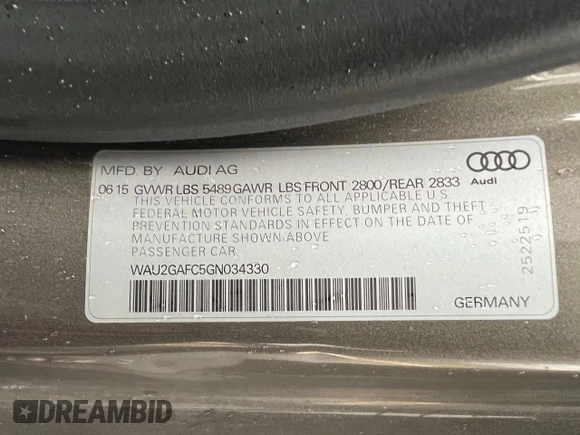 MFD. BY AUDI AG
06 15 GVWR LBS 5489 GAWR LBS FRONT 2800/REAR 2833
THIS VEHICLE CONFORMS TO ALL APPLICABLE U.S.
FEDERAL MOTOR VEHICLE SAFETY, BUMPER AND THEFT
PREVENTION STANDARDS IN EFFECT ON THE DATE OF
MANUFACTURE SHOWN ABOVE
PASSENGER CAR.
WAU2GAFC5GN034330
Audi
2522519
GERMANY
DREAMBID